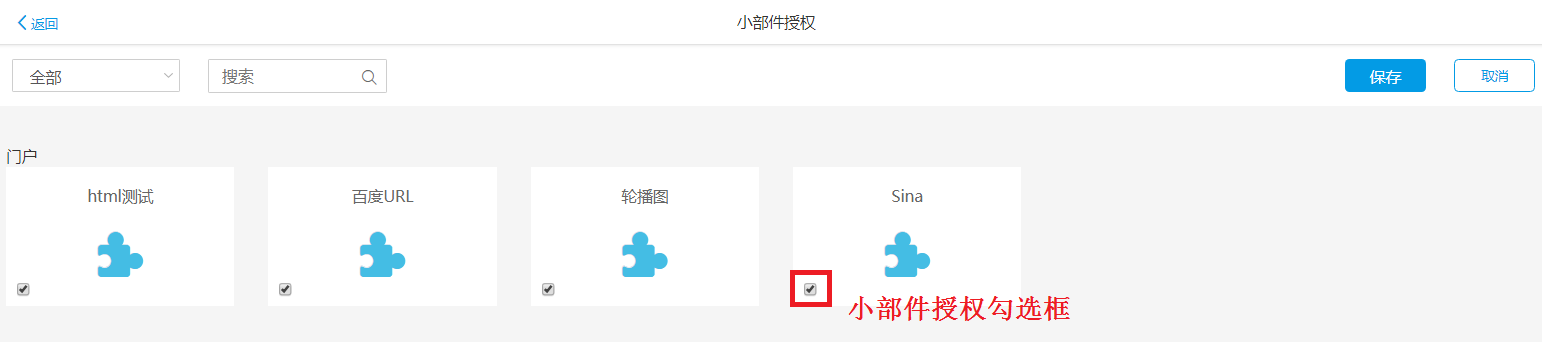 返回
小部件授权
全部
搜索
保存
取消
门户
html测试
百度URL
轮播图
Sina
小部件授权勾选框